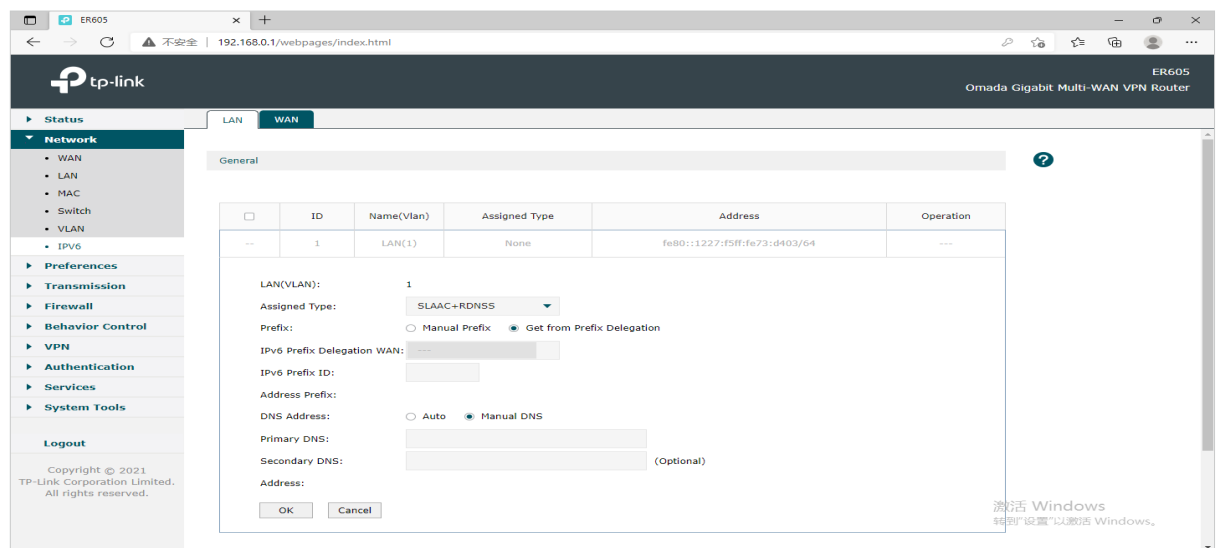 ER605
不安全 | 192.168.0.1/webpages/index.html
tp-link
ER605
Omada Gigabit Multi-WAN VPN Router
Status
Network
WAN
LAN
MAC
Switch
VLAN
IPV6
Preferences
Transmission
Firewall
Behavior Control
VPN
Authentication
Services
System Tools
Logout
Copyright © 2021
TP-Link Corporation Limited.
All rights reserved.
LAN WAN
General
ID Name(Vlan) Assigned Type Address Operation
-- 1 LAN(1) None fe80::1227:f5ff:fe73:d403/64 ---
LAN(VLAN): 1
Assigned Type: SLAAC+RDNSS
Prefix: Manual Prefix Get from Prefix Delegation
IPv6 Prefix Delegation WAN: ---
IPv6 Prefix ID:
Address Prefix:
DNS Address: Auto Manual DNS
Primary DNS:
Secondary DNS: (Optional)
Address:
OK Cancel
激活 Windows
转到"设置"以激活 Windows。